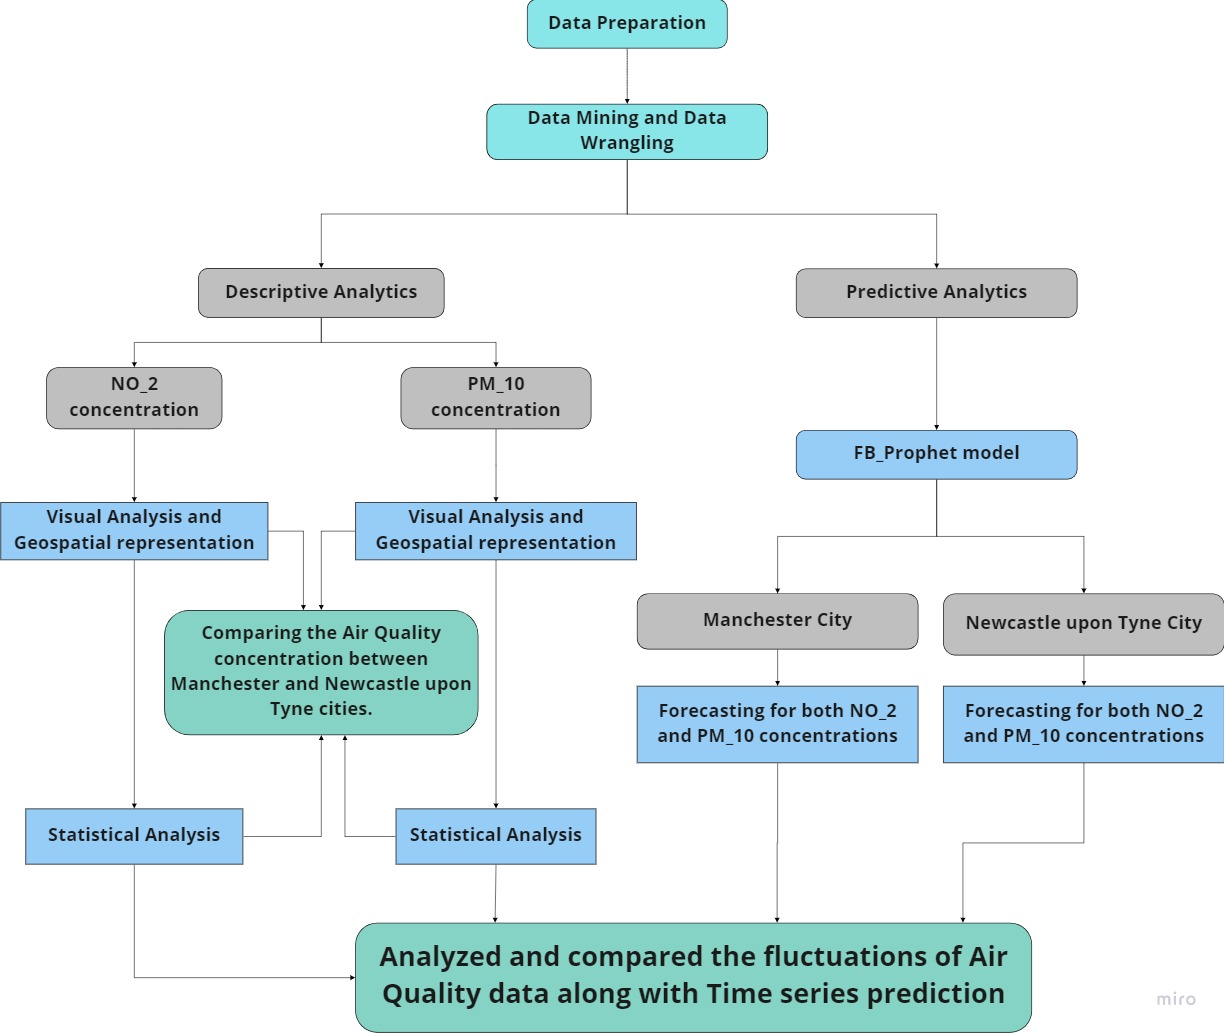 Data Preparation
Data Mining and Data
Wrangling
Descriptive Analytics
Predictive Analytics
NO_2
concentration
PM_10
concentration
FB_Prophet model
Visual Analysis and
Geospatial representation
Visual Analysis and
Geospatial representation
Comparing the Air Quality
concentration between
Manchester and Newcastle upon
Tyne cities.
Manchester City
Newcastle upon Tyne City
Forecasting for both NO_2
and PM_10 concentrations
Forecasting for both NO_2
and PM_10 concentrations
Statistical Analysis
Statistical Analysis
Analyzed and compared the fluctuations of Air
Quality data along with Time series prediction
miro